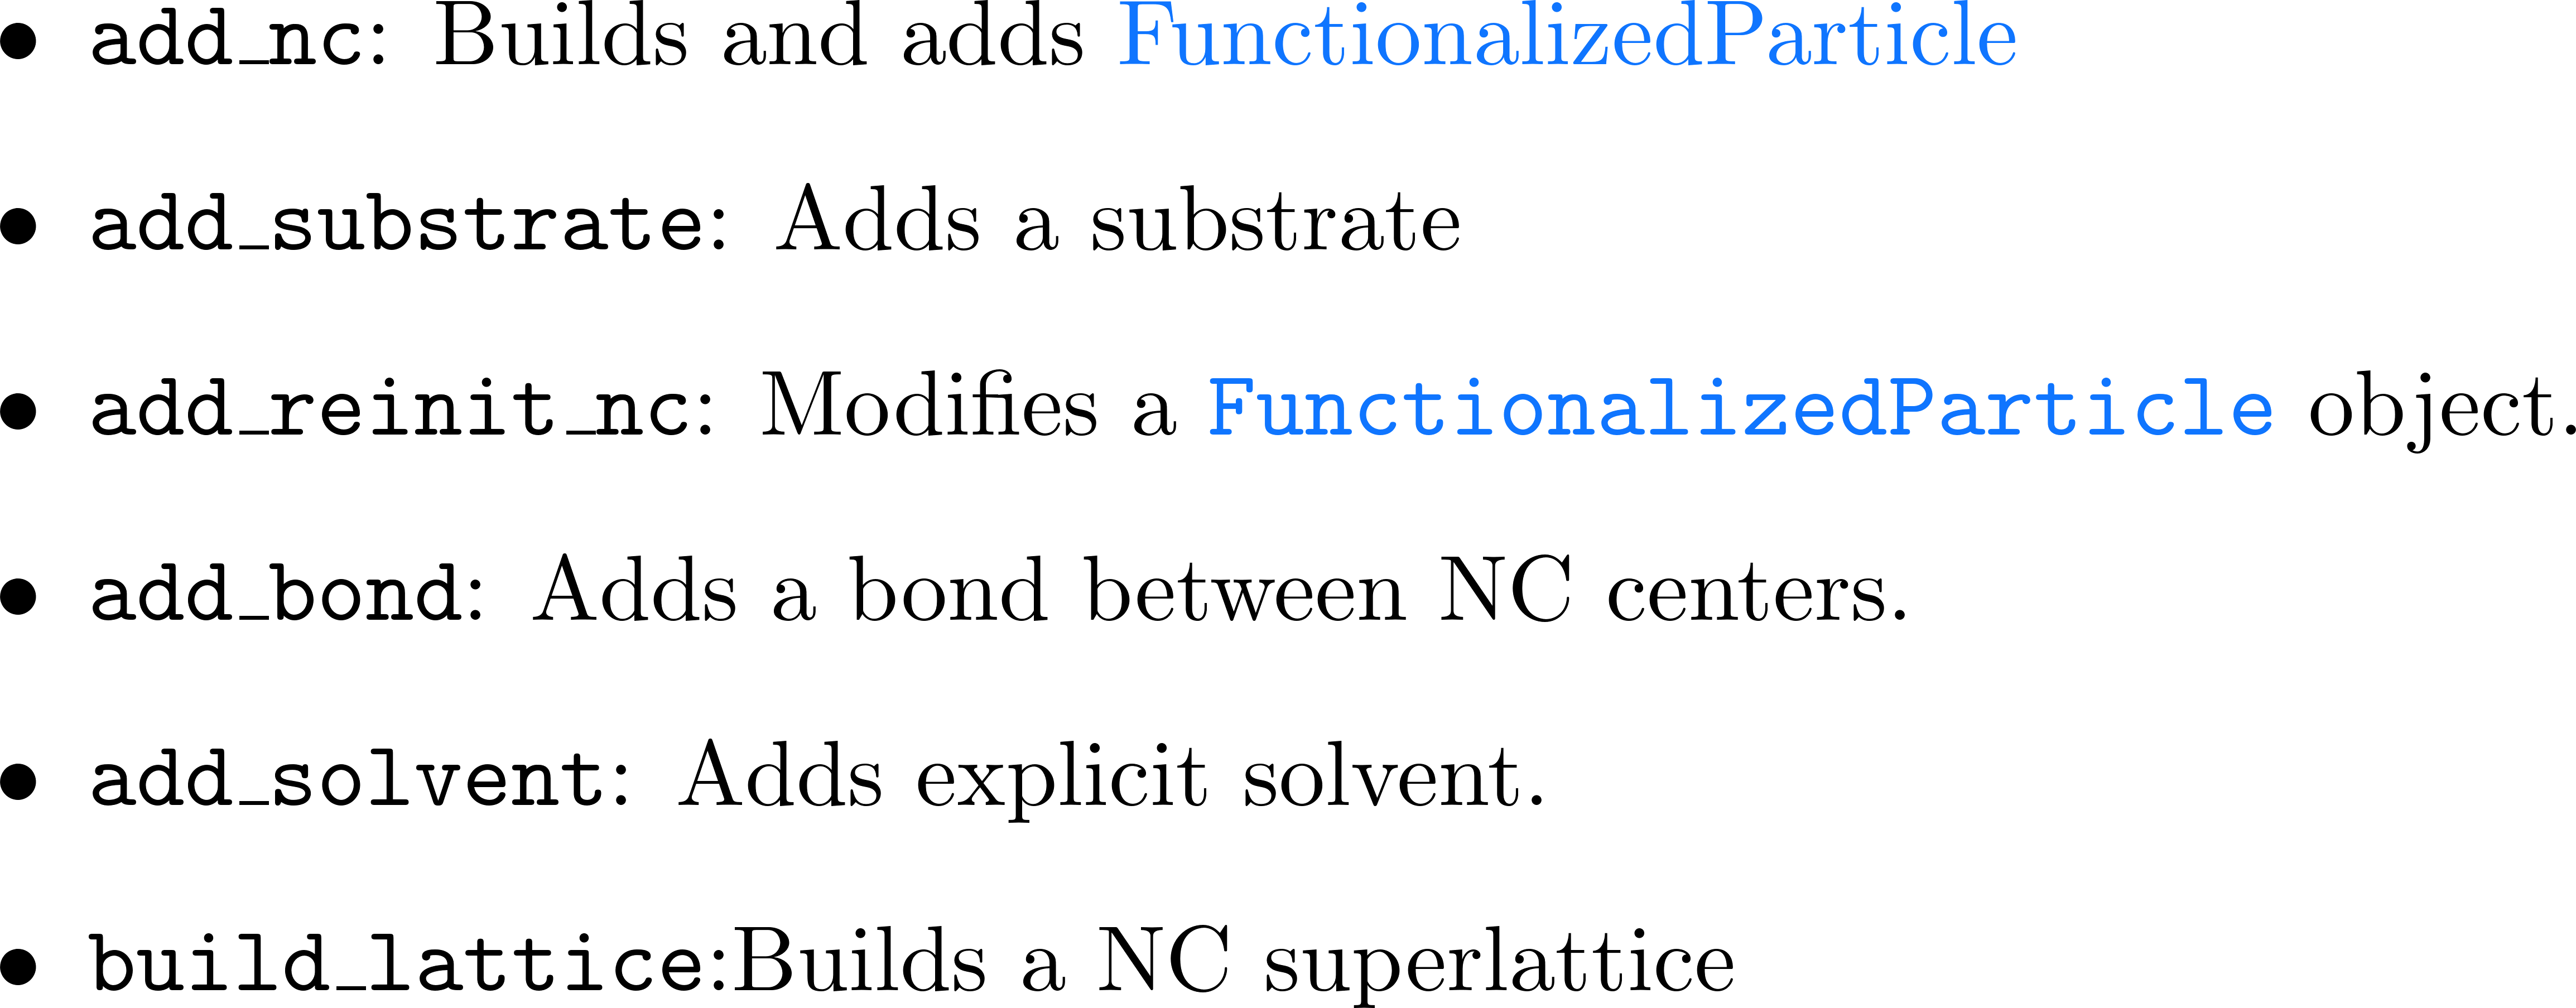 • add_nc: Builds and adds FunctionalizedParticle
• add_substrate: Adds a substrate
• add_reinit_nc: Modifies a FunctionalizedParticle object.
• add_bond: Adds a bond between NC centers.
• add_solvent: Adds explicit solvent.
• build_lattice:Builds a NC superlattice